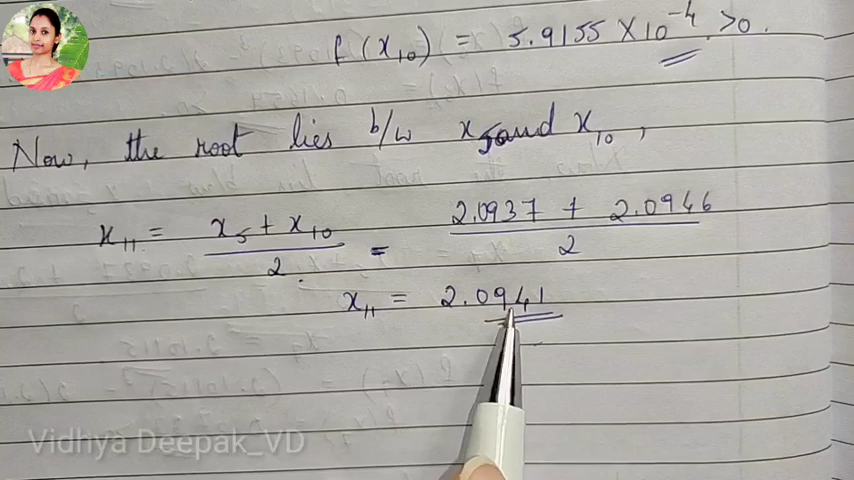 f(x₁₀) = 5.9155 × 10⁻⁴ > 0.
Now, the root lies b/w x₅ and x₁₀,
x₁₁ = (x₅ + x₁₀)/2 = (2.0937 + 2.0946)/2
x₁₁ = 2.0941
Vidhya Deepak_VD